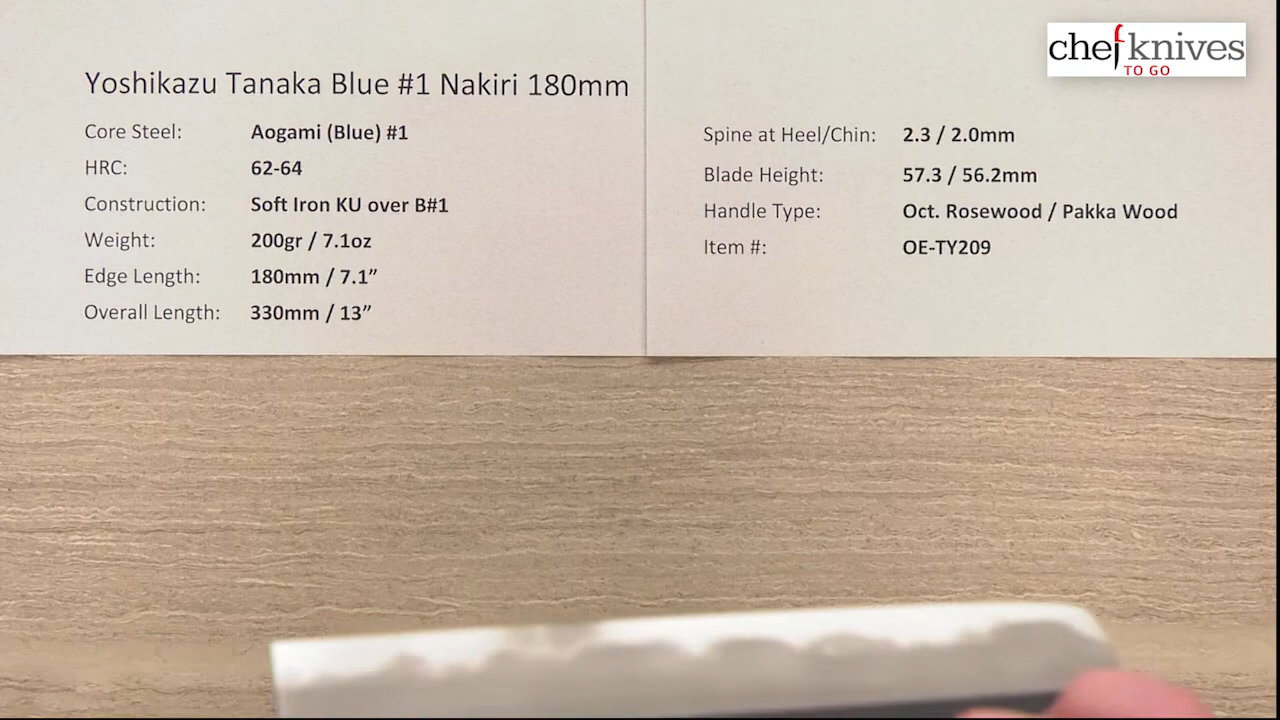 chefknives
TO GO
Yoshikazu Tanaka Blue #1 Nakiri 180mm
Core Steel: Aogami (Blue) #1
HRC: 62-64
Construction: Soft Iron KU over B#1
Weight: 200gr / 7.1oz
Edge Length: 180mm / 7.1”
Overall Length: 330mm / 13”
Spine at Heel/Chin: 2.3 / 2.0mm
Blade Height: 57.3 / 56.2mm
Handle Type: Oct. Rosewood / Pakka Wood
Item #: OE-TY209